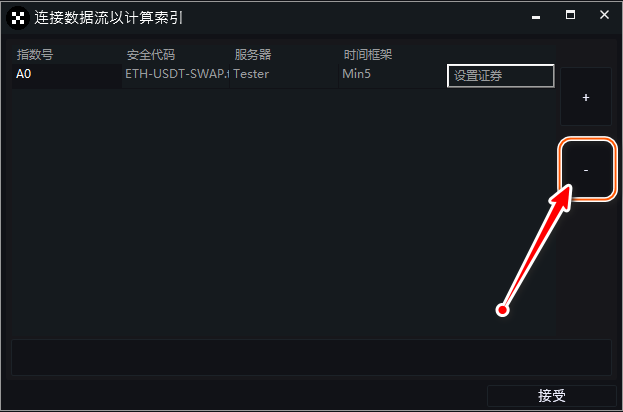 连接数据流以计算索引
指数号 安全代码 服务器 时间框架
A0 ETH-USDT-SWAP.t Tester Min5 设置证券
+
-
接受